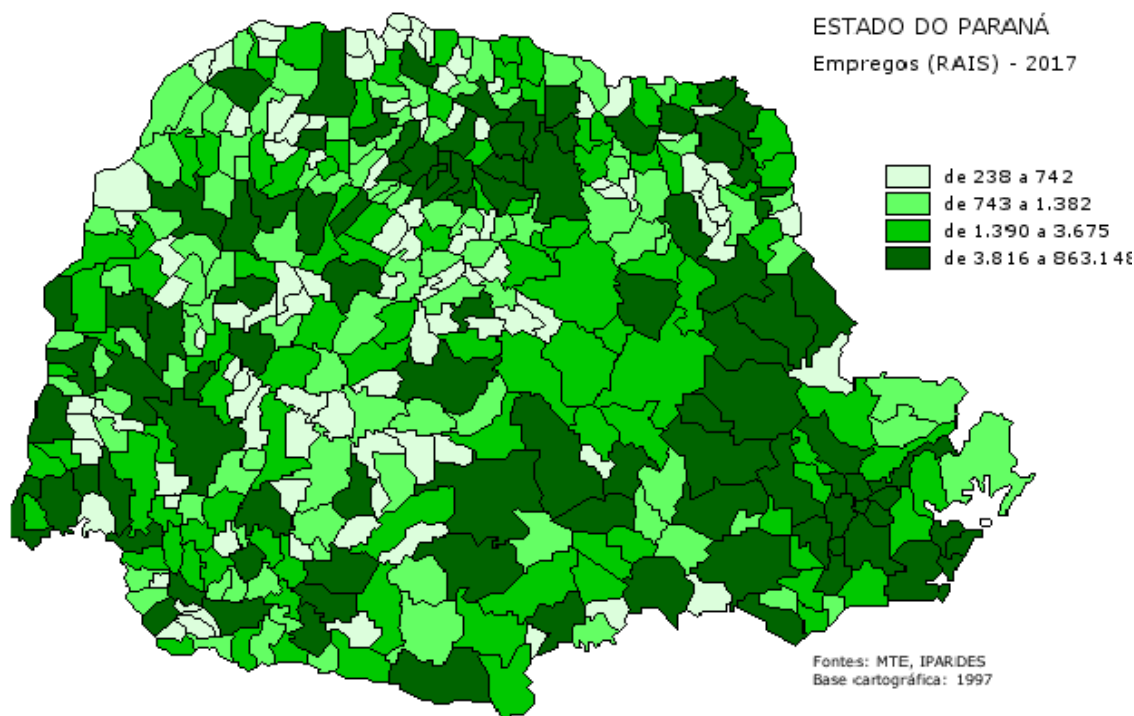 ESTADO DO PARANÁ
Empregos (RAIS) - 2017
de 238 a 742
de 743 a 1.382
de 1.390 a 3.675
de 3.816 a 863.148
Fontes: MTE, IPARDES
Base cartográfica: 1997